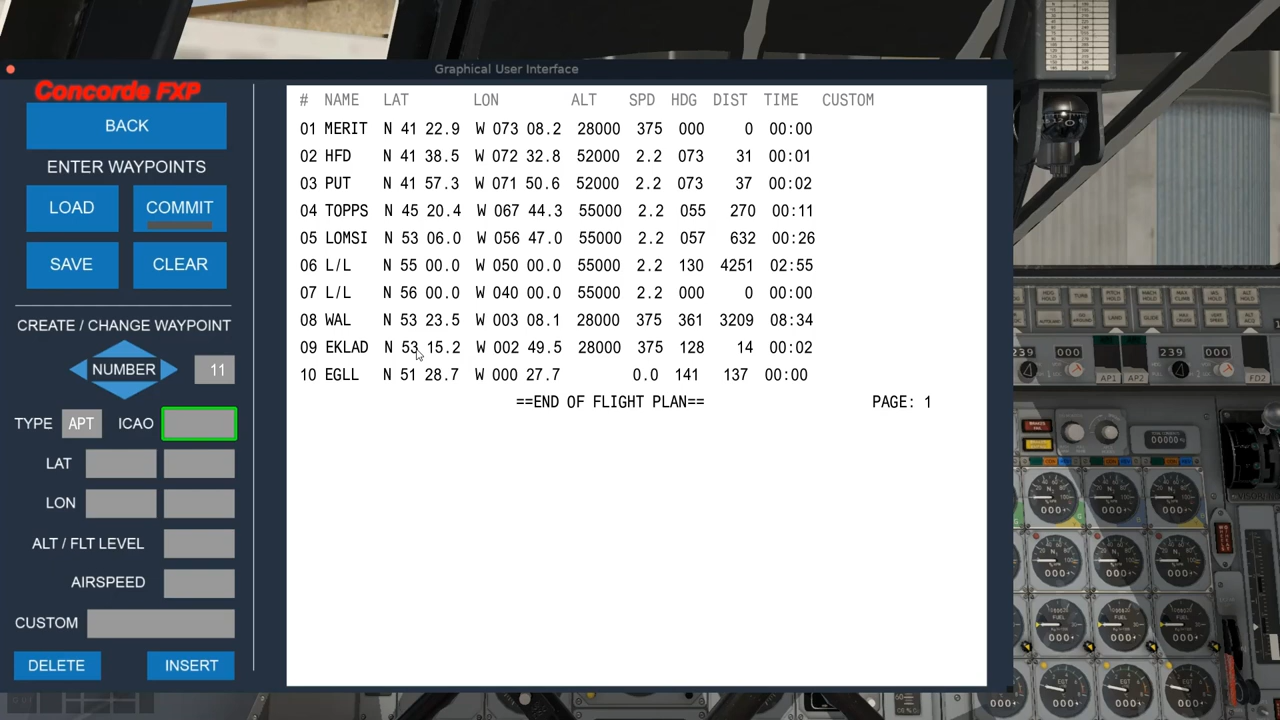 Graphical User Interface
Concorde FXP
BACK
ENTER WAYPOINTS
LOAD COMMIT
SAVE CLEAR
CREATE / CHANGE WAYPOINT
NUMBER 11
TYPE APT ICAO
LAT
LON
ALT / FLT LEVEL
AIRSPEED
CUSTOM
DELETE INSERT
# NAME LAT LON ALT SPD HDG DIST TIME CUSTOM
01 MERIT N 41 22.9 W 073 08.2 28000 375 000 0 00:00
02 HFD N 41 38.5 W 072 32.8 52000 2.2 073 31 00:01
03 PUT N 41 57.3 W 071 50.6 52000 2.2 073 37 00:02
04 TOPPS N 45 20.4 W 067 44.3 55000 2.2 055 270 00:11
05 LOMSI N 53 06.0 W 056 47.0 55000 2.2 057 632 00:26
06 L/L N 55 00.0 W 050 00.0 55000 2.2 130 4251 02:55
07 L/L N 56 00.0 W 040 00.0 55000 2.2 000 0 00:00
08 WAL N 53 23.5 W 003 08.1 28000 375 361 3209 08:34
09 EKLAD N 53 15.2 W 002 49.5 28000 375 128 14 00:02
10 EGLL N 51 28.7 W 000 27.7 0.0 141 137 00:00
==END OF FLIGHT PLAN== PAGE: 1
239 000 239 000
AP1 AP2 FD2